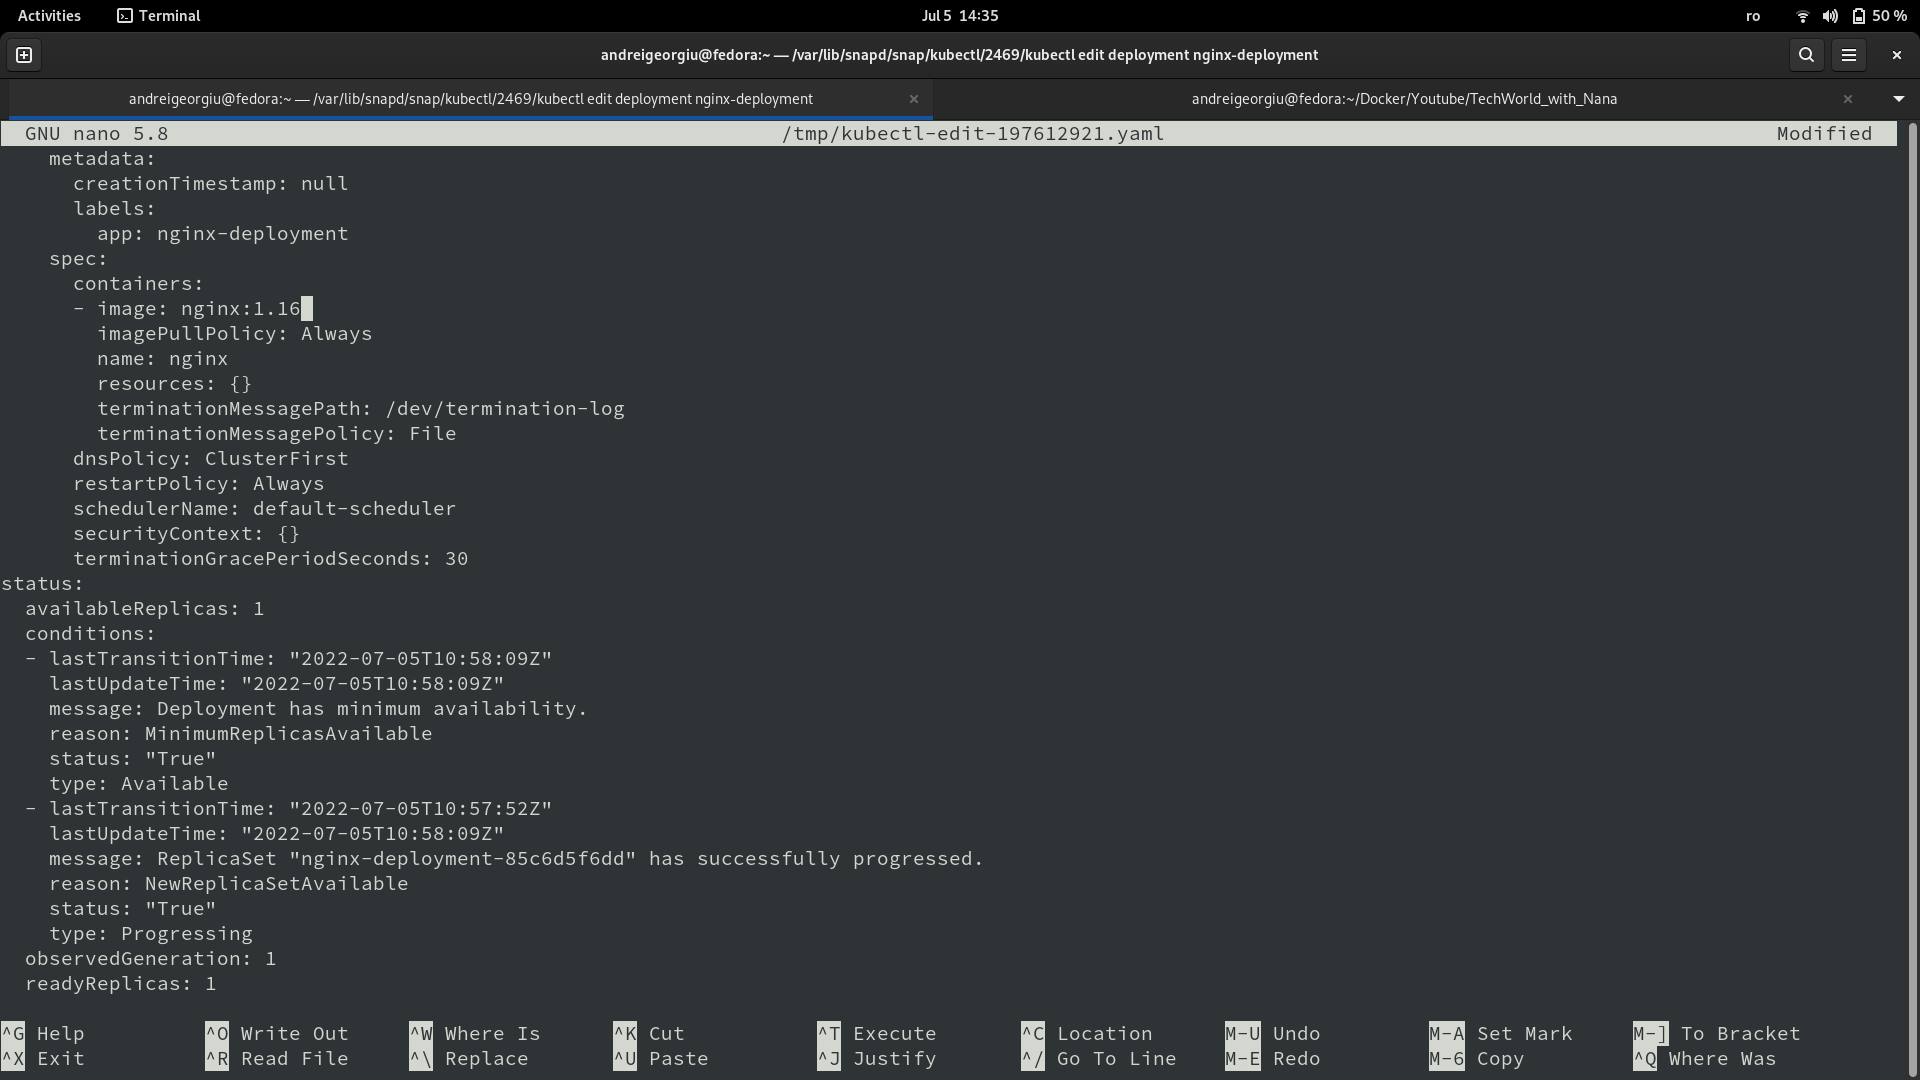 Activities Terminal Jul 5 14:35 ro 50 %
andreigeorgiu@fedora:~ — /var/lib/snapd/snap/kubectl/2469/kubectl edit deployment nginx-deployment
andreigeorgiu@fedora:~ — /var/lib/snapd/snap/kubectl/2469/kubectl edit deployment nginx-deployment × andreigeorgiu@fedora:~/Docker/Youtube/TechWorld_with_Nana ×
GNU nano 5.8 /tmp/kubectl-edit-197612921.yaml Modified
    metadata:
      creationTimestamp: null
      labels:
        app: nginx-deployment
    spec:
      containers:
      - image: nginx:1.16
        imagePullPolicy: Always
        name: nginx
        resources: {}
        terminationMessagePath: /dev/termination-log
        terminationMessagePolicy: File
      dnsPolicy: ClusterFirst
      restartPolicy: Always
      schedulerName: default-scheduler
      securityContext: {}
      terminationGracePeriodSeconds: 30
status:
  availableReplicas: 1
  conditions:
  - lastTransitionTime: "2022-07-05T10:58:09Z"
    lastUpdateTime: "2022-07-05T10:58:09Z"
    message: Deployment has minimum availability.
    reason: MinimumReplicasAvailable
    status: "True"
    type: Available
  - lastTransitionTime: "2022-07-05T10:57:52Z"
    lastUpdateTime: "2022-07-05T10:58:09Z"
    message: ReplicaSet "nginx-deployment-85c6d5f6dd" has successfully progressed.
    reason: NewReplicaSetAvailable
    status: "True"
    type: Progressing
  observedGeneration: 1
  readyReplicas: 1
^G Help ^O Write Out ^W Where Is ^K Cut ^T Execute ^C Location M-U Undo M-A Set Mark M-] To Bracket
^X Exit ^R Read File ^\ Replace ^U Paste ^J Justify ^/ Go To Line M-E Redo M-6 Copy ^Q Where Was